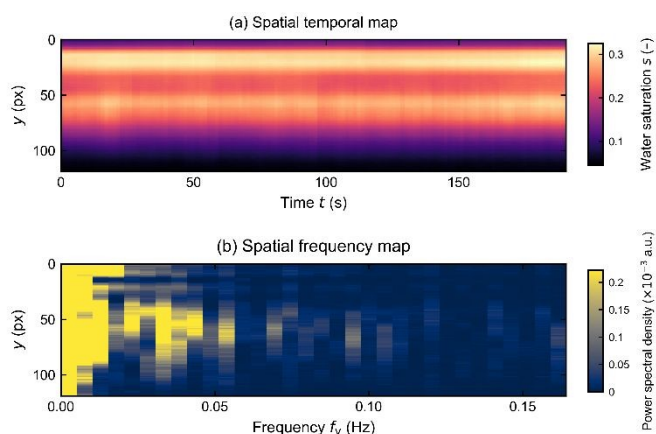 (a) Spatial temporal map
0
50
100
y (px)
0
50
100
150
Time t (s)
0.3
0.2
0.1
Water saturation s (–)
(b) Spatial frequency map
0
50
100
y (px)
0.00
0.05
0.10
0.15
Frequency fᵥ (Hz)
0.2
0.15
0.1
0.05
0
Power spectral density (×10⁻³ a.u.)